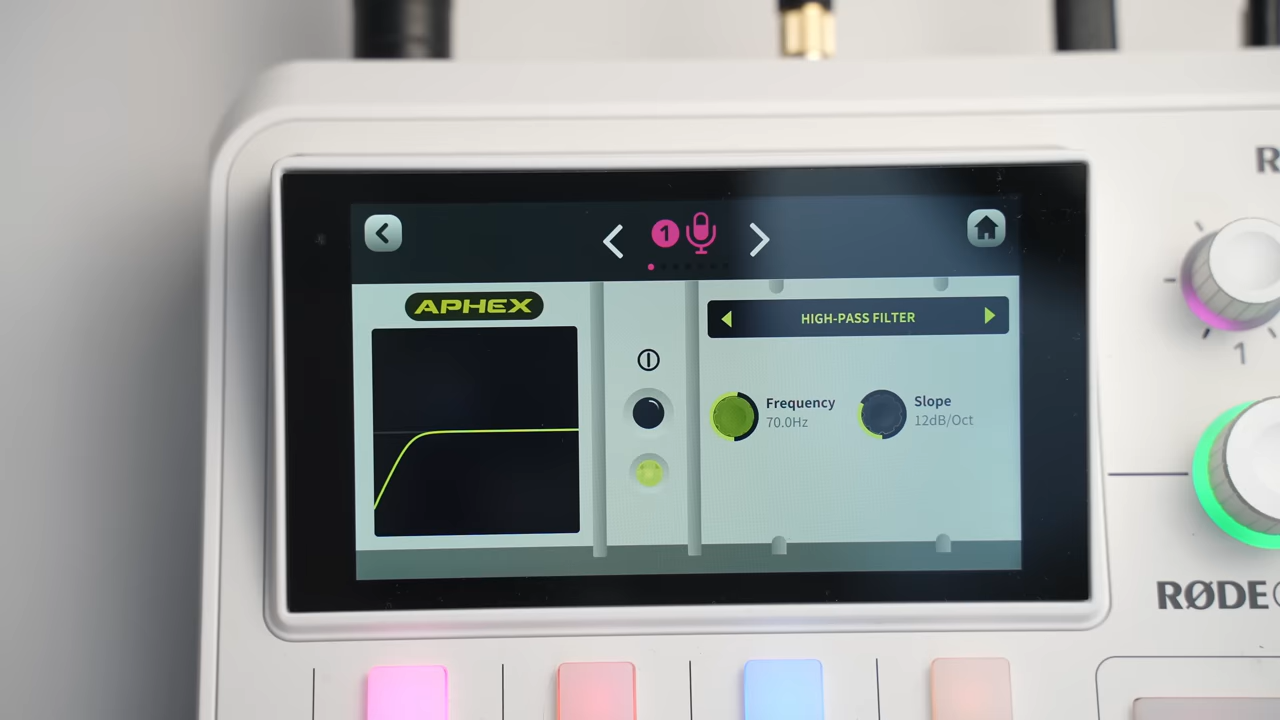 1
APHEX
HIGH-PASS FILTER
Frequency
70.0Hz
Slope
12dB/Oct
R
1
RØDE